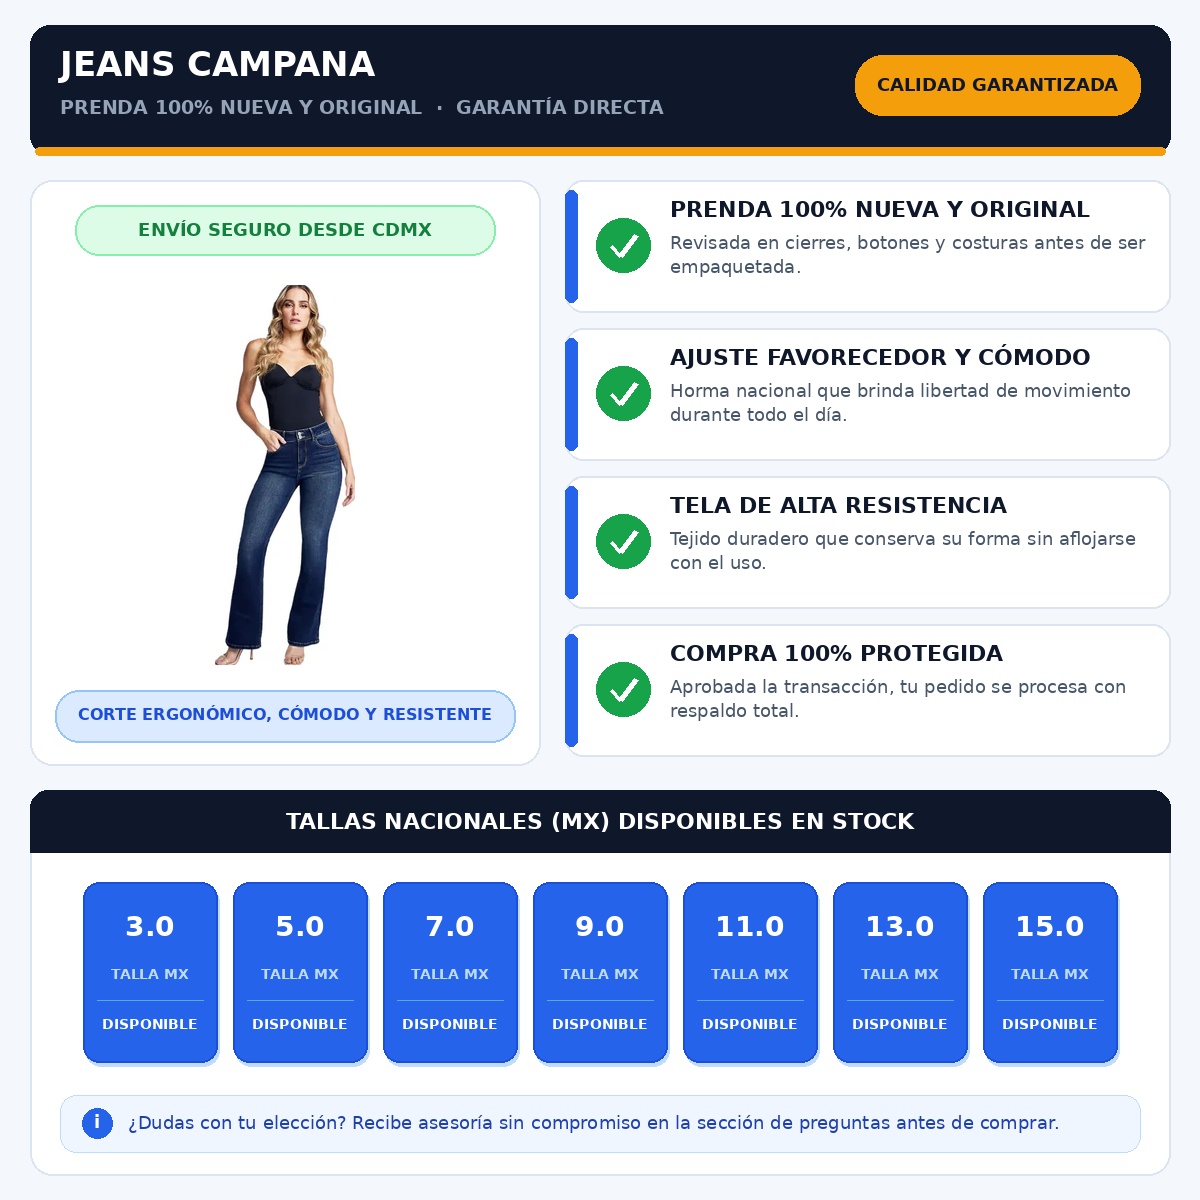 JEANS CAMPANA
PRENDA 100% NUEVA Y ORIGINAL · GARANTÍA DIRECTA
CALIDAD GARANTIZADA
ENVÍO SEGURO DESDE CDMX
CORTE ERGONÓMICO, CÓMODO Y RESISTENTE
PRENDA 100% NUEVA Y ORIGINAL
Revisada en cierres, botones y costuras antes de ser
empaquetada.
AJUSTE FAVORECEDOR Y CÓMODO
Horma nacional que brinda libertad de movimiento
durante todo el día.
TELA DE ALTA RESISTENCIA
Tejido duradero que conserva su forma sin aflojarse
con el uso.
COMPRA 100% PROTEGIDA
Aprobada la transacción, tu pedido se procesa con
respaldo total.
TALLAS NACIONALES (MX) DISPONIBLES EN STOCK
3.0 5.0 7.0 9.0 11.0 13.0 15.0
TALLA MX TALLA MX TALLA MX TALLA MX TALLA MX TALLA MX TALLA MX
DISPONIBLE DISPONIBLE DISPONIBLE DISPONIBLE DISPONIBLE DISPONIBLE DISPONIBLE
i ¿Dudas con tu elección? Recibe asesoría sin compromiso en la sección de preguntas antes de comprar.